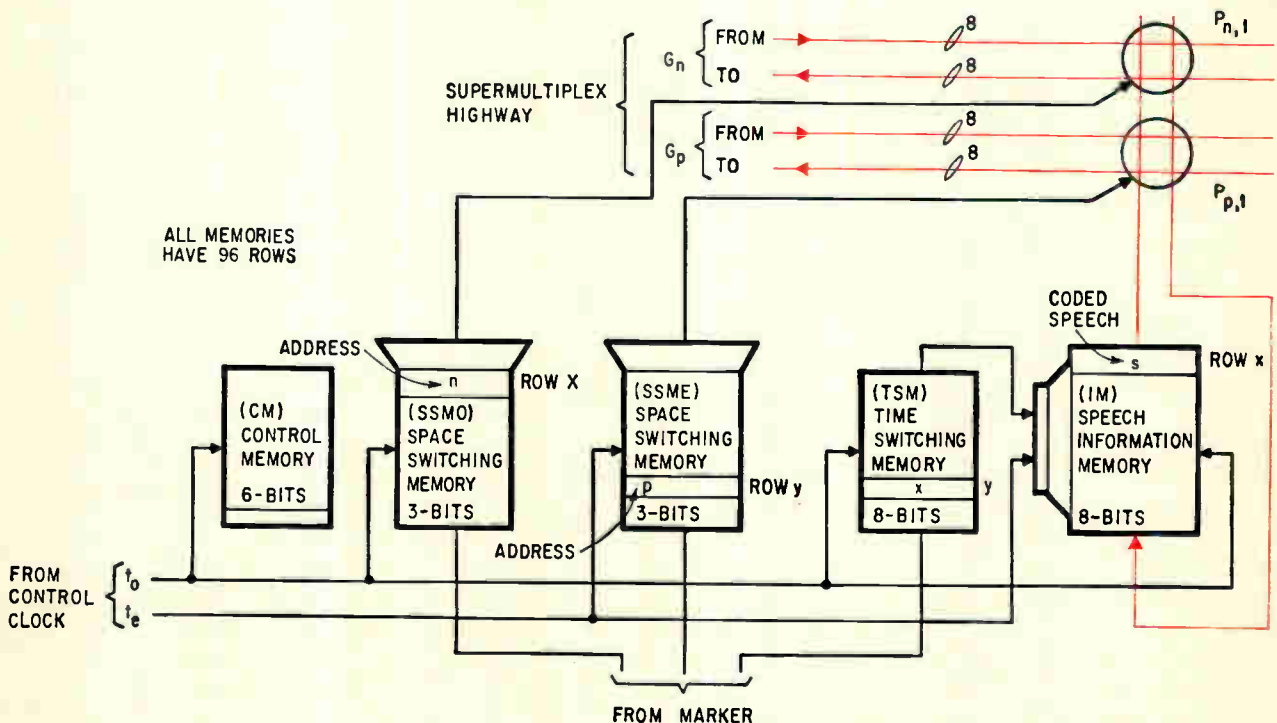 SUPERMULTIPLEX
HIGHWAY
Gn
FROM
TO
8
8
Pn,1
Gp
FROM
TO
8
8
Pp,1
ALL MEMORIES
HAVE 96 ROWS
ADDRESS
n
ROW X
(CM)
CONTROL
MEMORY
6-BITS
(SSMO)
SPACE
SWITCHING
MEMORY
3-BITS
(SSME)
SPACE
SWITCHING
MEMORY
p
ROW y
3-BITS
ADDRESS
(TSM)
TIME
SWITCHING
MEMORY
x
y
8-BITS
CODED
SPEECH
s
ROW x
(IM)
SPEECH
INFORMATION
MEMORY
8-BITS
FROM
CONTROL
CLOCK
to
te
FROM MARKER